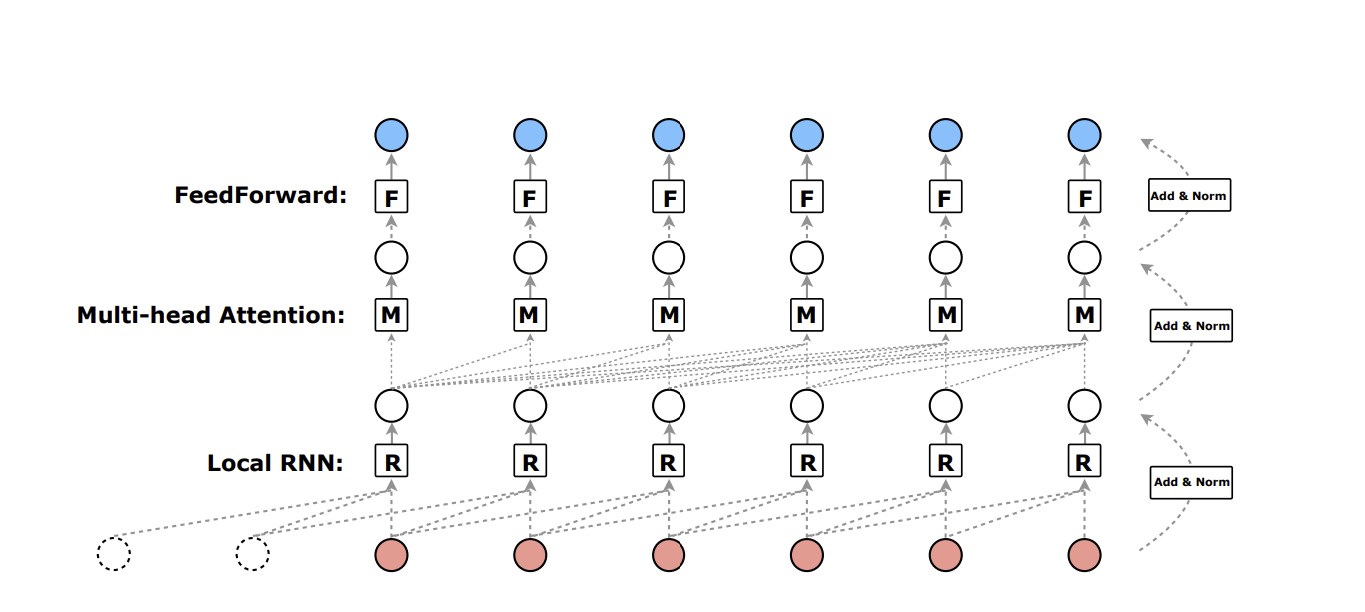 FeedForward: F F F F F F Add & Norm
Multi-head Attention: M M M M M M Add & Norm
Local RNN: R R R R R R Add & Norm